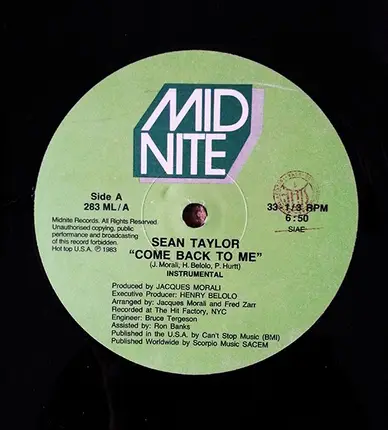 MID
NITE
Side A
283 ML/A
Midnite Records. All Rights Reserved.
Unauthorised copying, public
performance and broadcasting
of this record forbidden.
Hot top U.S.A. ℗ 1983
33-1/3 RPM
6:50
SIAE
SEAN TAYLOR
"COME BACK TO ME"
(J. Morali, H. Belolo, P. Hurtt)
INSTRUMENTAL
Produced by JACQUES MORALI
Executive Producer: HENRY BELOLO
Arranged by: Jacques Morali and Fred Zarr
Recorded at The Hit Factory, NYC
Engineer: Bruce Tergeson
Assisted by: Ron Banks
Published in the U.S.A. by Can't Stop Music (BMI)
Published Worldwide by Scorpio Music SACEM